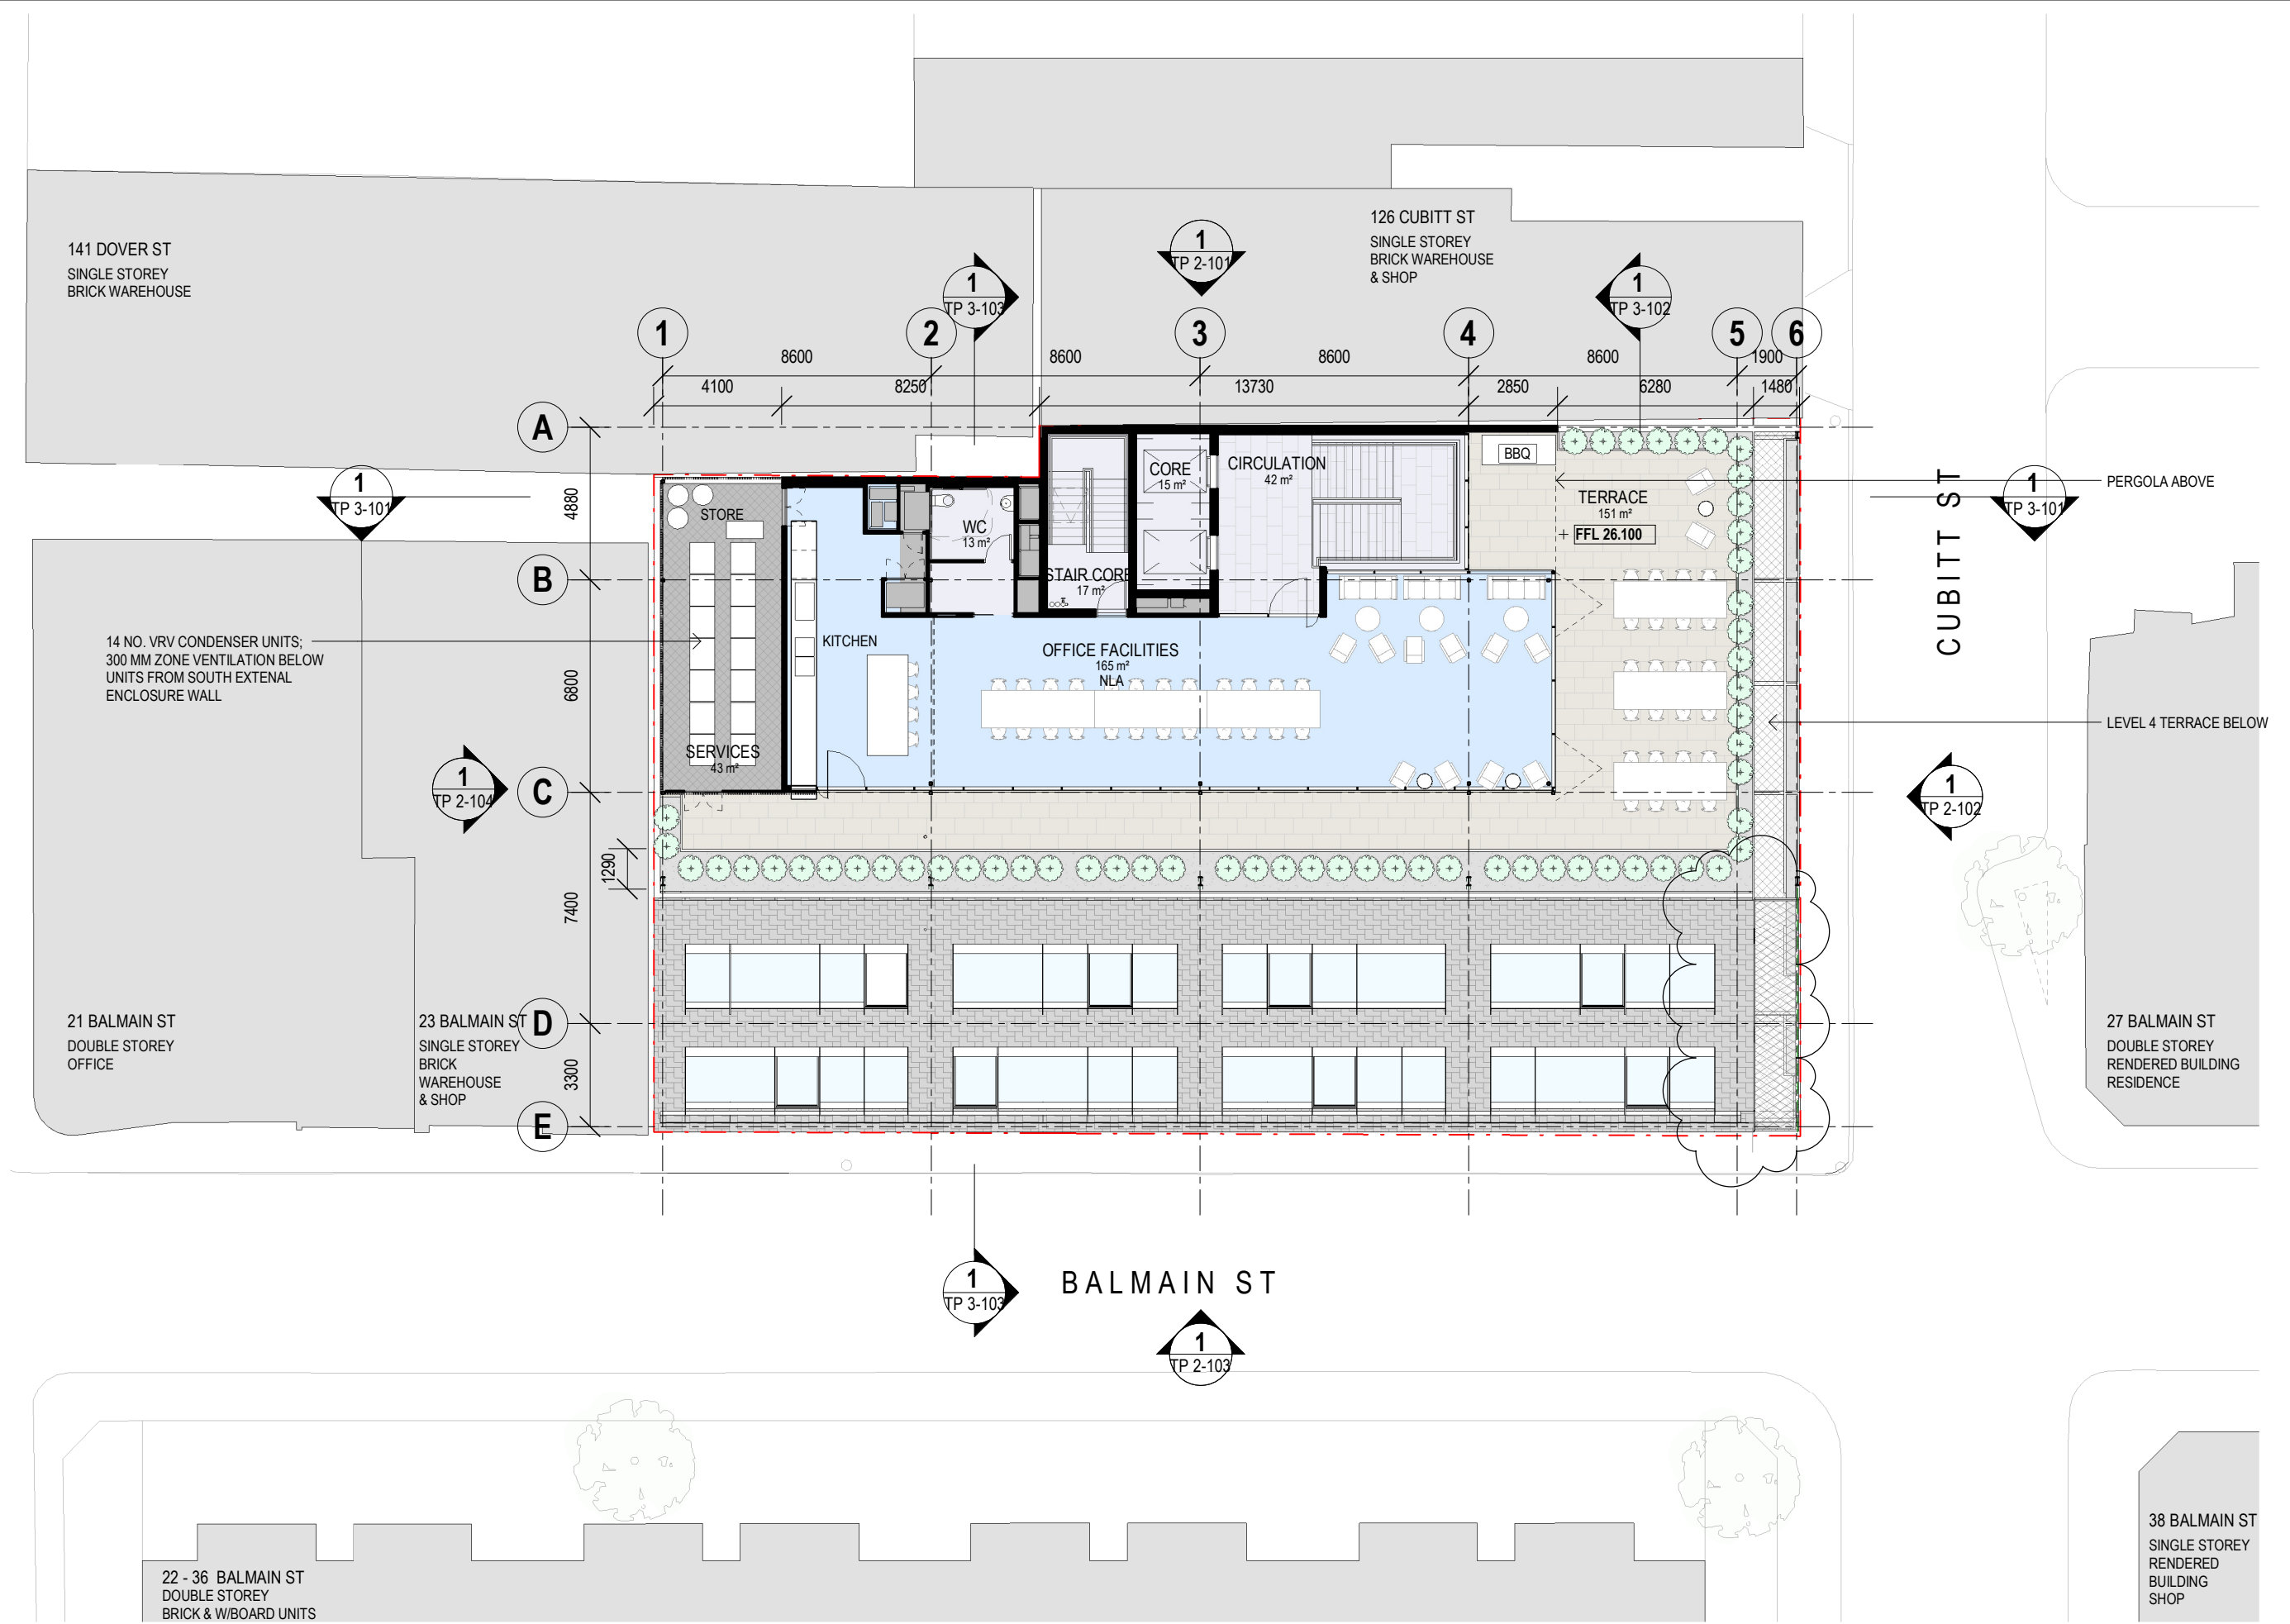 141 DOVER ST
SINGLE STOREY
BRICK WAREHOUSE
126 CUBITT ST
SINGLE STOREY
BRICK WAREHOUSE
& SHOP
1
TP 2-101
1
TP 3-103
1
TP 3-102
1
2
3
4
5
6
8600
8600
8600
8600
1900
4100
8250
13730
2850
6280
1480
A
B
C
D
E
4880
6800
1290
7400
3300
1
TP 3-101
1
TP 3-101
STORE
WC
13 m²
CORE
15 m²
CIRCULATION
42 m²
BBQ
TERRACE
151 m²
FFL 26.100
PERGOLA ABOVE
CUBITT ST
STAIR CORE
17 m²
KITCHEN
OFFICE FACILITIES
165 m²
NLA
14 NO. VRV CONDENSER UNITS;
300 MM ZONE VENTILATION BELOW
UNITS FROM SOUTH EXTENAL
ENCLOSURE WALL
SERVICES
43 m²
LEVEL 4 TERRACE BELOW
1
TP 2-104
1
TP 2-102
21 BALMAIN ST
DOUBLE STOREY
OFFICE
23 BALMAIN ST
SINGLE STOREY
BRICK
WAREHOUSE
& SHOP
27 BALMAIN ST
DOUBLE STOREY
RENDERED BUILDING
RESIDENCE
1
TP 3-103
BALMAIN ST
1
TP 2-103
22 - 36 BALMAIN ST
DOUBLE STOREY
BRICK & W/BOARD UNITS
38 BALMAIN ST
SINGLE STOREY
RENDERED
BUILDING
SHOP